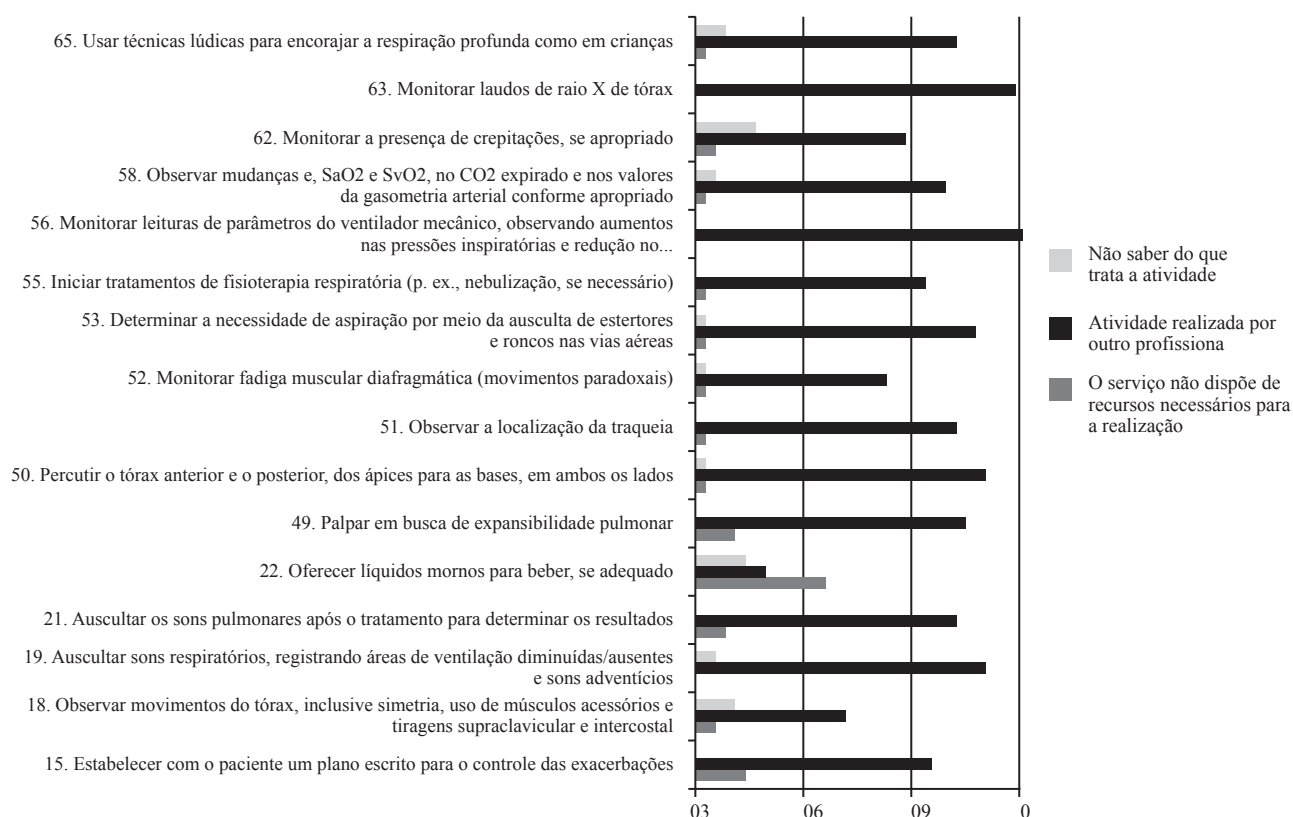 65. Usar técnicas lúdicas para encorajar a respiração profunda como em crianças
63. Monitorar laudos de raio X de tórax
62. Monitorar a presença de crepitações, se apropriado
58. Observar mudanças e, SaO2 e SvO2, no CO2 expirado e nos valores
da gasometria arterial conforme apropriado
56. Monitorar leituras de parâmetros do ventilador mecânico, observando aumentos
nas pressões inspiratórias e redução no...
55. Iniciar tratamentos de fisioterapia respiratória (p. ex., nebulização, se necessário)
53. Determinar a necessidade de aspiração por meio da ausculta de estertores
e roncos nas vias aéreas
52. Monitorar fadiga muscular diafragmática (movimentos paradoxais)
51. Observar a localização da traqueia
50. Percutir o tórax anterior e o posterior, dos ápices para as bases, em ambos os lados
49. Palpar em busca de expansibilidade pulmonar
22. Oferecer líquidos mornos para beber, se adequado
21. Auscultar os sons pulmonares após o tratamento para determinar os resultados
19. Auscultar sons respiratórios, registrando áreas de ventilação diminuídas/ausentes
e sons adventícios
18. Observar movimentos do tórax, inclusive simetria, uso de músculos acessórios e
tiragens supraclavicular e intercostal
15. Estabelecer com o paciente um plano escrito para o controle das exacerbações
03 06 09 0
Não saber do que
trata a atividade
Atividade realizada por
outro profissiona
O serviço não dispõe de
recursos necessários para
a realização